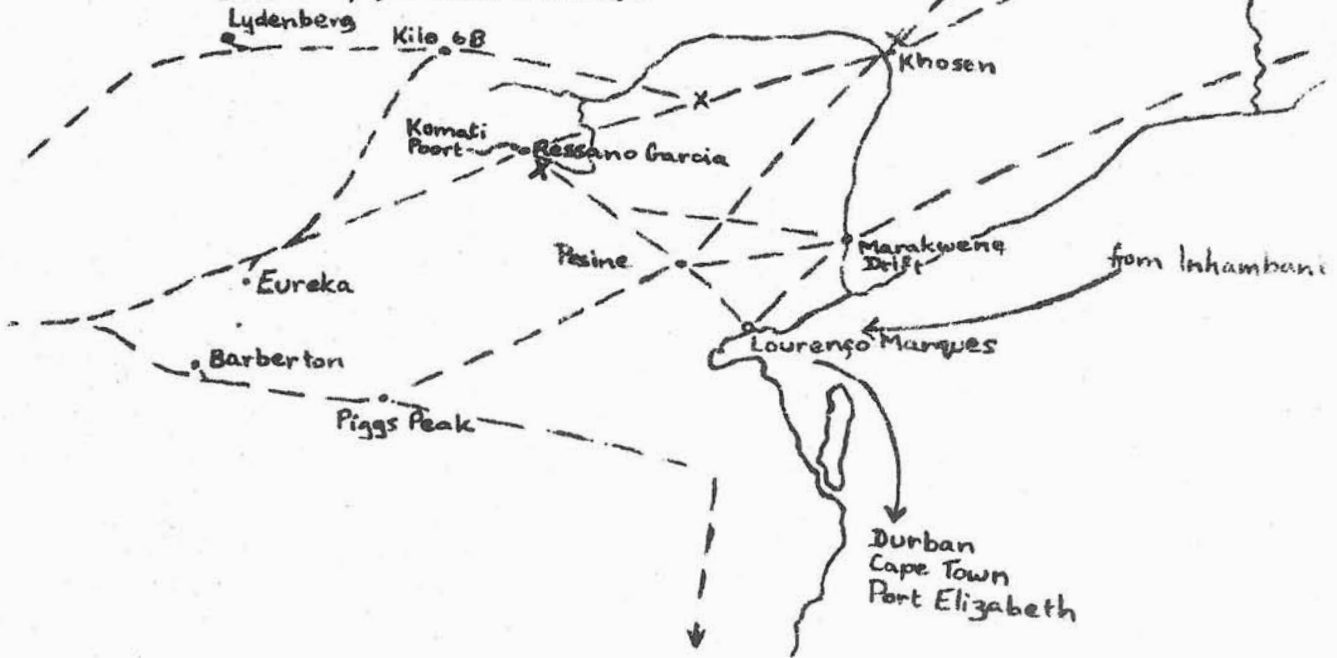 Lydenberg
Kilo 68
Khosen
Komati
Poort
Ressano Garcia
Pesine
Marakwene
Drift
from Inhambani
Eureka
Lourenço Marques
Barberton
Piggs Peak
Durban
Cape Town
Port Elizabeth